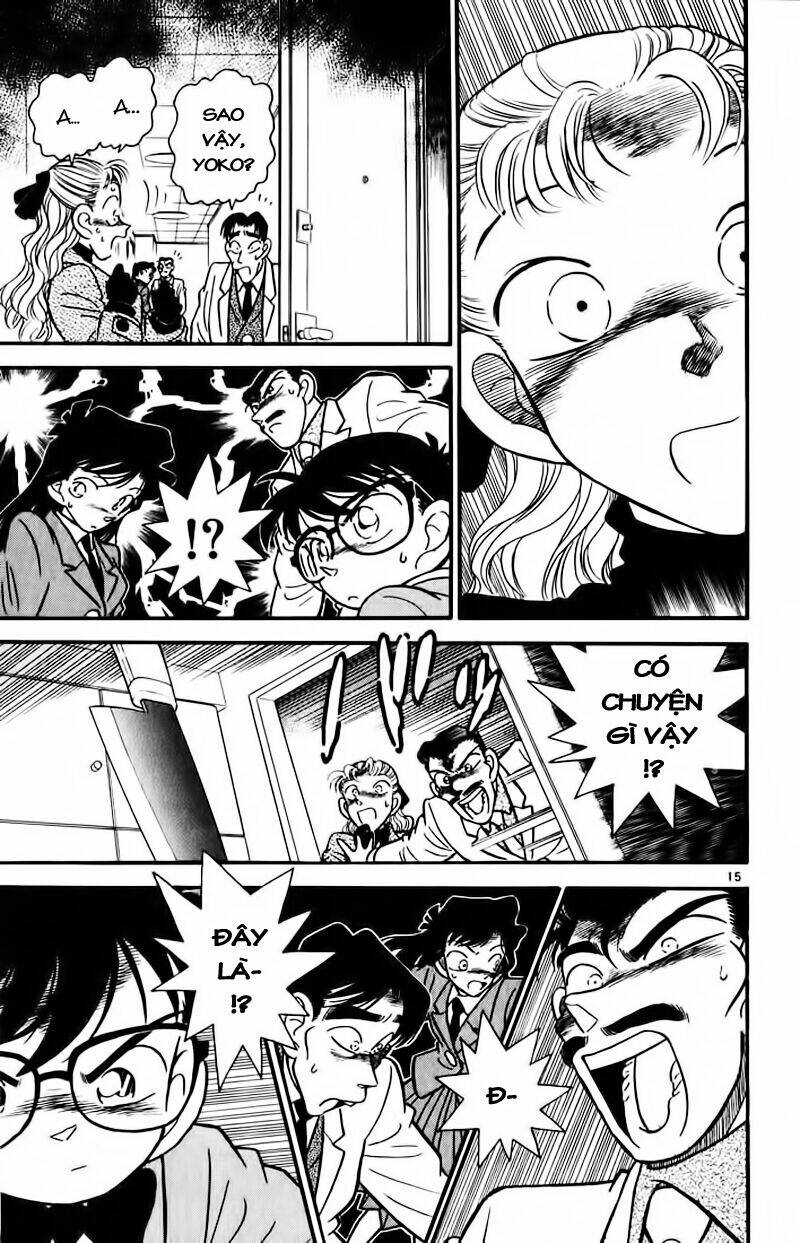 A...
A...
SAO
VẬY,
YOKO?
!?
CÓ
CHUYỆN
GÌ VẬY
!?
15
ĐÂY
LÀ-
!?
Đ-